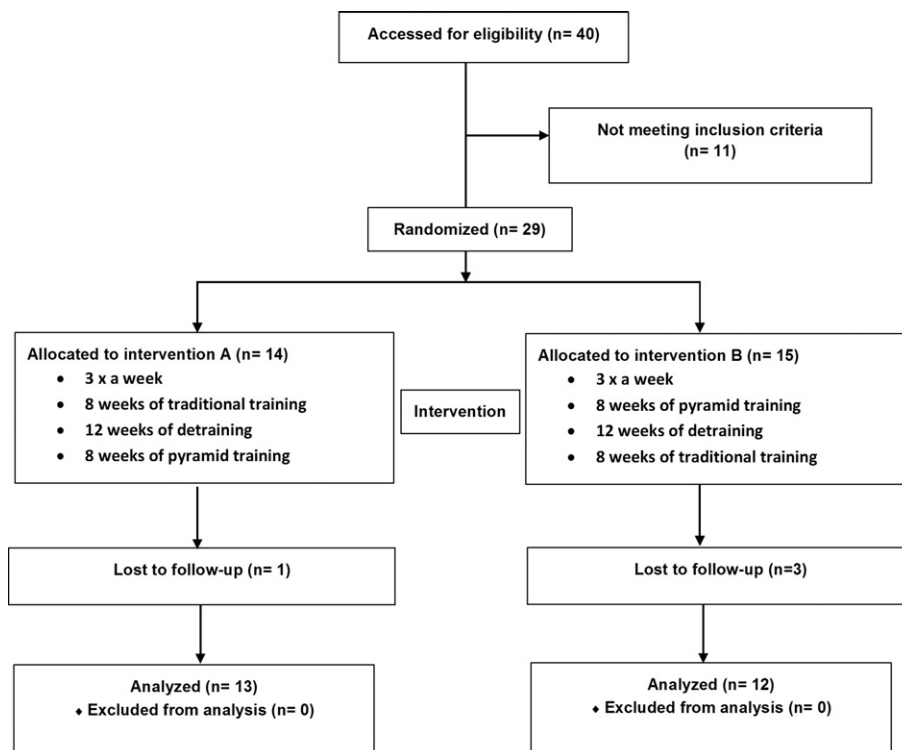 Accessed for eligibility (n= 40)
Not meeting inclusion criteria
(n= 11)
Randomized (n= 29)
Allocated to intervention A (n= 14)
• 3 x a week
• 8 weeks of traditional training
• 12 weeks of detraining
• 8 weeks of pyramid training
Intervention
Allocated to intervention B (n= 15)
• 3 x a week
• 8 weeks of pyramid training
• 12 weeks of detraining
• 8 weeks of traditional training
Lost to follow-up (n= 1)
Lost to follow-up (n=3)
Analyzed (n= 13)
⬧ Excluded from analysis (n= 0)
Analyzed (n= 12)
⬧ Excluded from analysis (n= 0)